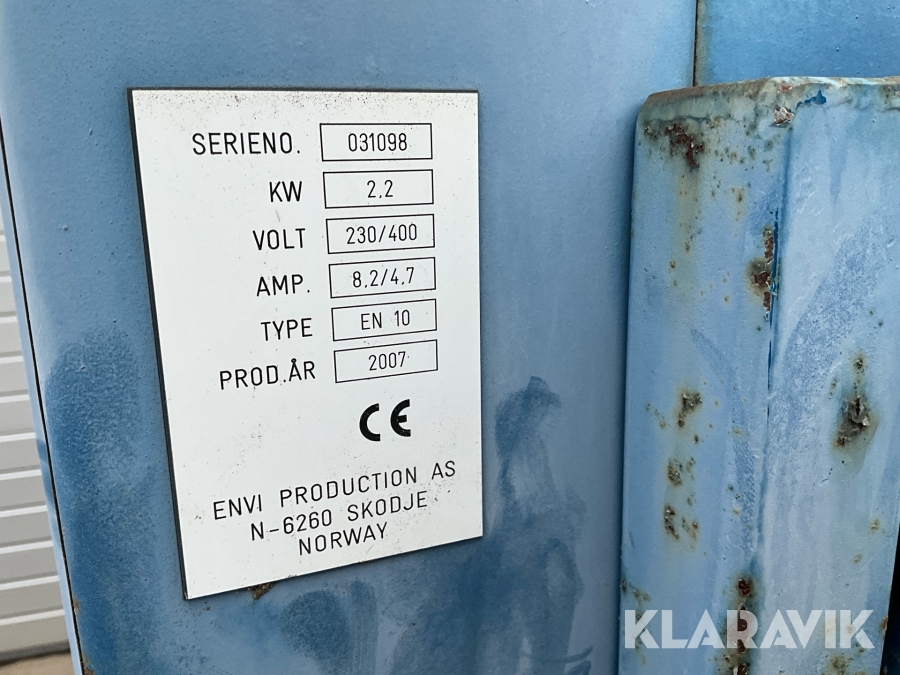 SERIENO. 031098
KW 2,2
VOLT 230/400
AMP. 8,2/4,7
TYPE EN 10
PROD.ÅR 2007
CE
ENVI PRODUCTION AS
N-6260 SKODJE
NORWAY
KLARAVIK